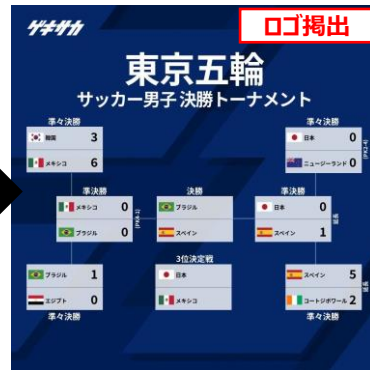 ゲキサカ
ロゴ掲出
東京五輪
サッカー男子 決勝トーナメント
準々決勝
韓国 3
メキシコ 6
準々決勝
日本 0
ニュージーランド 0
準決勝
メキシコ 0
ブラジル 0
決勝
ブラジル
スペイン
準決勝
日本 0
スペイン 1
3位決定戦
日本
メキシコ
ブラジル 1
エジプト 0
準々決勝
スペイン 5
コートジボワール 2
準々決勝